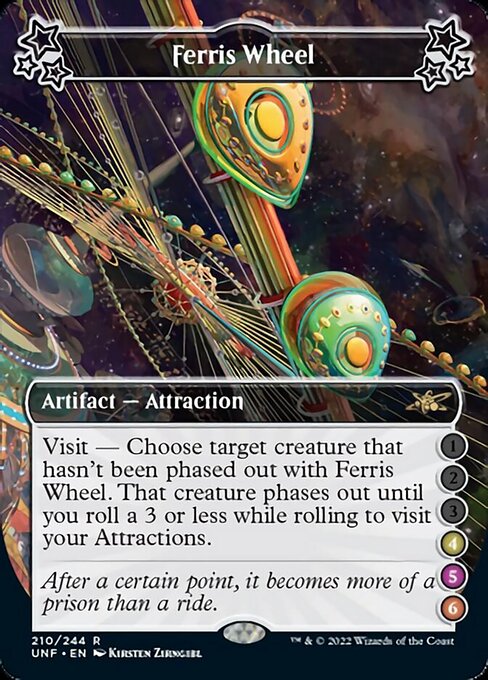 Ferris Wheel
Artifact — Attraction
Visit — Choose target creature that
hasn't been phased out with Ferris
Wheel. That creature phases out until
you roll a 3 or less while rolling to visit
your Attractions.
After a certain point, it becomes more of a
prison than a ride.
1
2
3
4
5
6
210/244 R
UNF • EN Kirsten Zirngibl
™ & © 2022 Wizards of the Coast